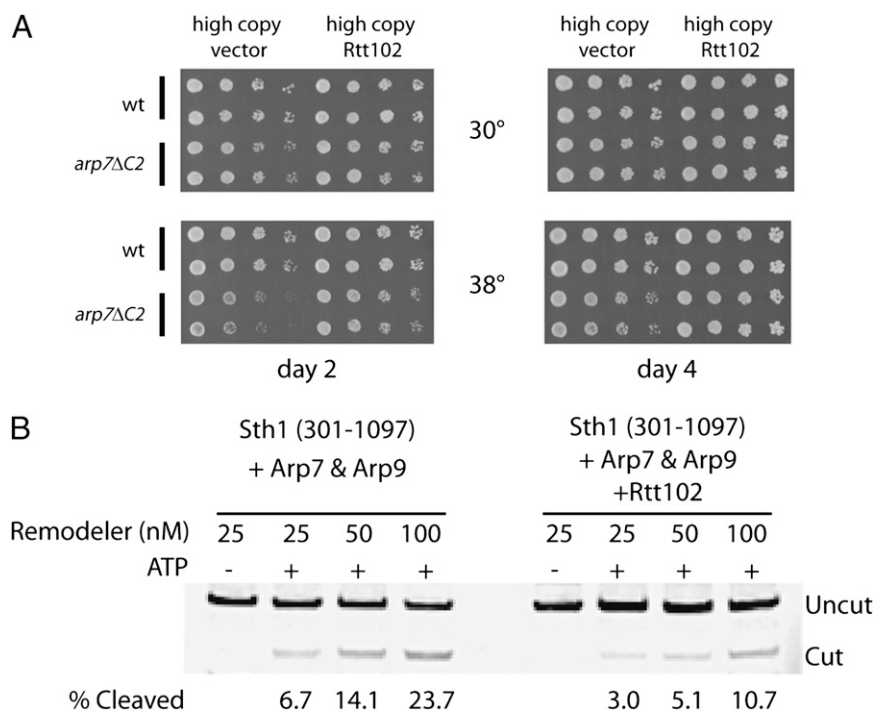 A
high copy vector
high copy Rtt102
high copy vector
high copy Rtt102
wt
arp7ΔC2
30°
wt
arp7ΔC2
38°
day 2
day 4
B
Sth1 (301-1097)
+ Arp7 & Arp9
Sth1 (301-1097)
+ Arp7 & Arp9
+Rtt102
Remodeler (nM) 25 25 50 100 25 25 50 100
ATP - + + + - + + +
Uncut
Cut
% Cleaved 6.7 14.1 23.7 3.0 5.1 10.7